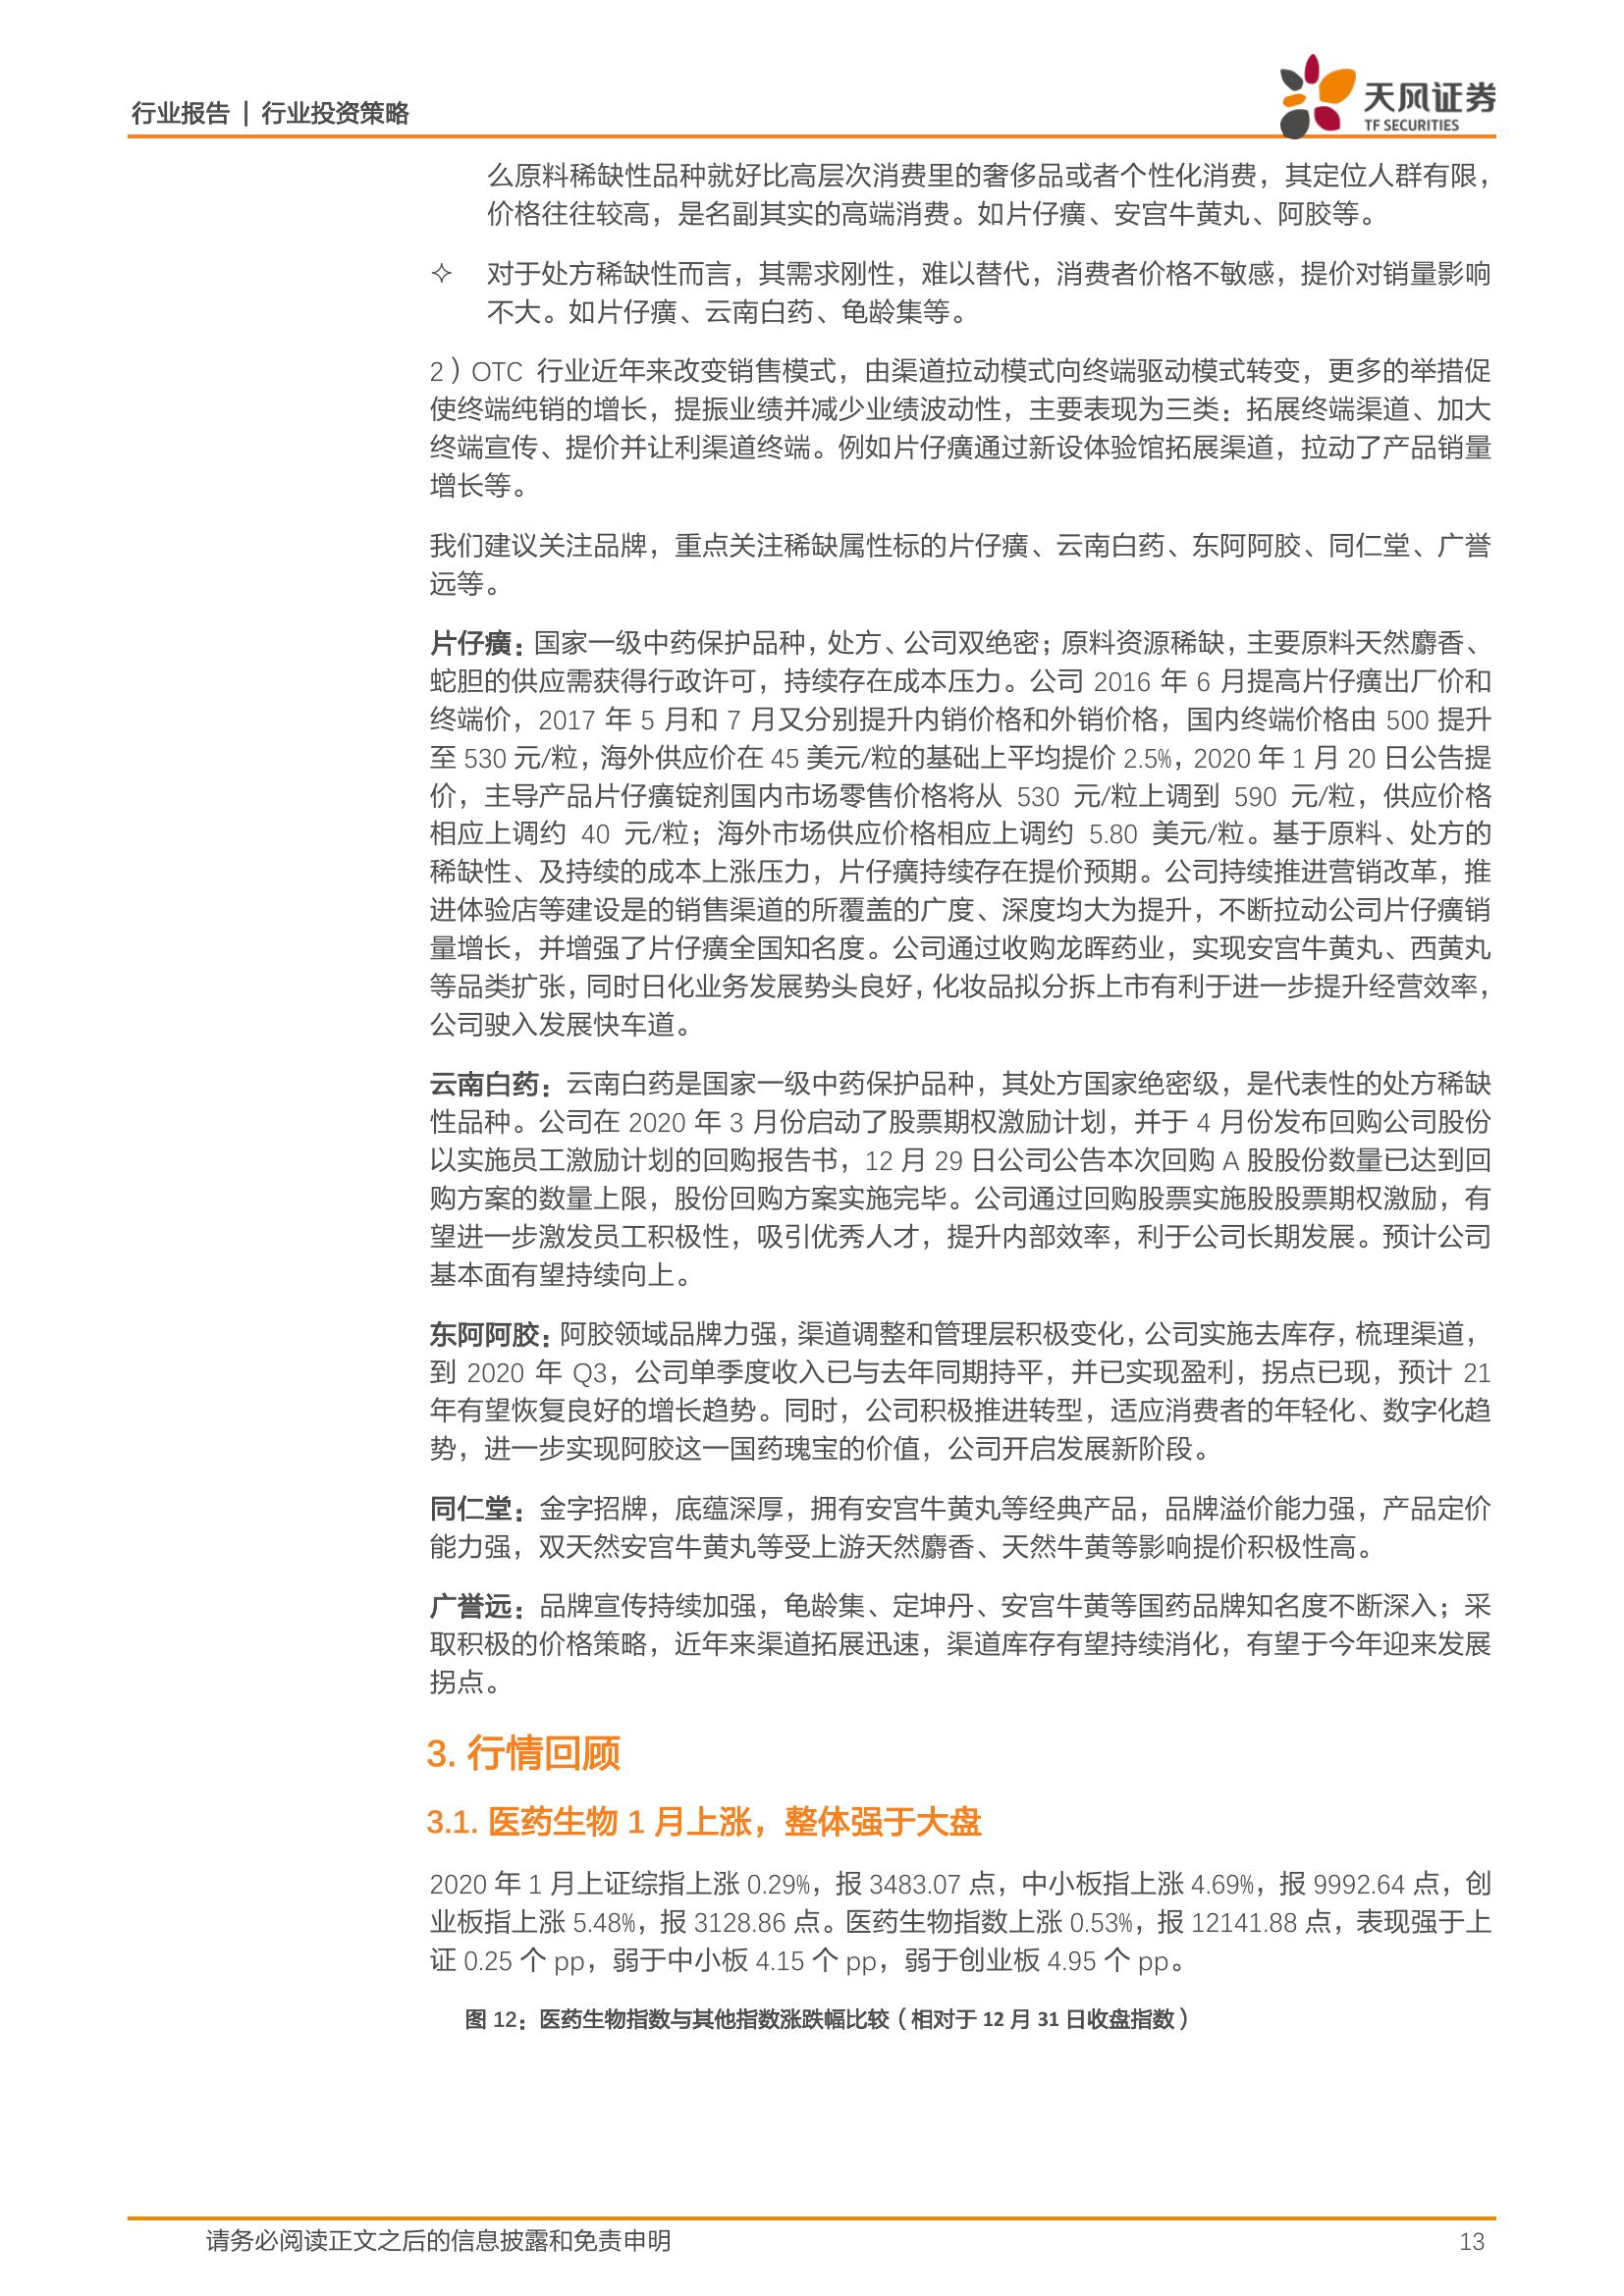 行业报告 | 行业投资策略
天风证券
TF SECURITIES
么原料稀缺性品种就好比高层次消费里的奢侈品或者个性化消费，其定位人群有限，
价格往往较高，是名副其实的高端消费。如片仔癀、安宫牛黄丸、阿胶等。
✧ 对于处方稀缺性而言，其需求刚性，难以替代，消费者价格不敏感，提价对销量影响
不大。如片仔癀、云南白药、龟龄集等。
2）OTC 行业近年来改变销售模式，由渠道拉动模式向终端驱动模式转变，更多的举措促
使终端纯销的增长，提振业绩并减少业绩波动性，主要表现为三类：拓展终端渠道、加大
终端宣传、提价并让利渠道终端。例如片仔癀通过新设体验馆拓展渠道，拉动了产品销量
增长等。
我们建议关注品牌，重点关注稀缺属性标的片仔癀、云南白药、东阿阿胶、同仁堂、广誉
远等。
片仔癀：国家一级中药保护品种，处方、公司双绝密；原料资源稀缺，主要原料天然麝香、
蛇胆的供应需获得行政许可，持续存在成本压力。公司 2016 年 6 月提高片仔癀出厂价和
终端价，2017 年 5 月和 7 月又分别提升内销价格和外销价格，国内终端价格由 500 提升
至 530 元/粒，海外供应价在 45 美元/粒的基础上平均提价 2.5%，2020 年 1 月 20 日公告提
价，主导产品片仔癀锭剂国内市场零售价格将从 530 元/粒上调到 590 元/粒，供应价格
相应上调约 40 元/粒；海外市场供应价格相应上调约 5.80 美元/粒。基于原料、处方的
稀缺性、及持续的成本上涨压力，片仔癀持续存在提价预期。公司持续推进营销改革，推
进体验店等建设是的销售渠道的所覆盖的广度、深度均大为提升，不断拉动公司片仔癀销
量增长，并增强了片仔癀全国知名度。公司通过收购龙晖药业，实现安宫牛黄丸、西黄丸
等品类扩张，同时日化业务发展势头良好，化妆品拟分拆上市有利于进一步提升经营效率，
公司驶入发展快车道。
云南白药：云南白药是国家一级中药保护品种，其处方国家绝密级，是代表性的处方稀缺
性品种。公司在 2020 年 3 月份启动了股票期权激励计划，并于 4 月份发布回购公司股份
以实施员工激励计划的回购报告书，12 月 29 日公司公告本次回购 A 股股份数量已达到回
购方案的数量上限，股份回购方案实施完毕。公司通过回购股票实施股股票期权激励，有
望进一步激发员工积极性，吸引优秀人才，提升内部效率，利于公司长期发展。预计公司
基本面有望持续向上。
东阿阿胶：阿胶领域品牌力强，渠道调整和管理层积极变化，公司实施去库存，梳理渠道，
到 2020 年 Q3，公司单季度收入已与去年同期持平，并已实现盈利，拐点已现，预计 21
年有望恢复良好的增长趋势。同时，公司积极推进转型，适应消费者的年轻化、数字化趋
势，进一步实现阿胶这一国药瑰宝的价值，公司开启发展新阶段。
同仁堂：金字招牌，底蕴深厚，拥有安宫牛黄丸等经典产品，品牌溢价能力强，产品定价
能力强，双天然安宫牛黄丸等受上游天然麝香、天然牛黄等影响提价积极性高。
广誉远：品牌宣传持续加强，龟龄集、定坤丹、安宫牛黄等国药品牌知名度不断深入；采
取积极的价格策略，近年来渠道拓展迅速，渠道库存有望持续消化，有望于今年迎来发展
拐点。
3. 行情回顾
3.1. 医药生物 1 月上涨，整体强于大盘
2020 年 1 月上证综指上涨 0.29%，报 3483.07 点，中小板指上涨 4.69%，报 9992.64 点，创
业板指上涨 5.48%，报 3128.86 点。医药生物指数上涨 0.53%，报 12141.88 点，表现强于上
证 0.25 个 pp，弱于中小板 4.15 个 pp，弱于创业板 4.95 个 pp。
图 12：医药生物指数与其他指数涨跌幅比较（相对于 12 月 31 日收盘指数）
请务必阅读正文之后的信息披露和免责申明
13